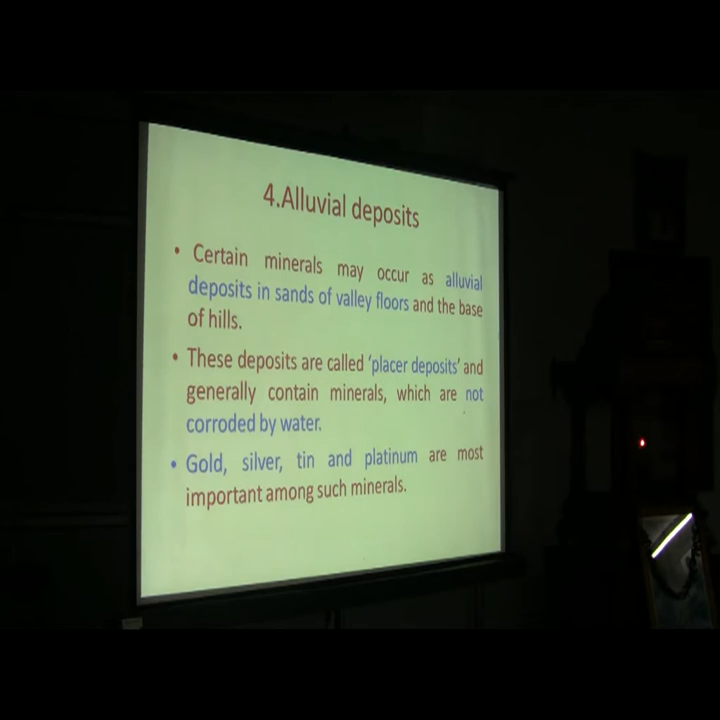 4.Alluvial deposits
• Certain minerals may occur as alluvial
deposits in sands of valley floors and the base
of hills.
• These deposits are called ‘placer deposits’ and
generally contain minerals, which are not
corroded by water.
• Gold, silver, tin and platinum are most
important among such minerals.